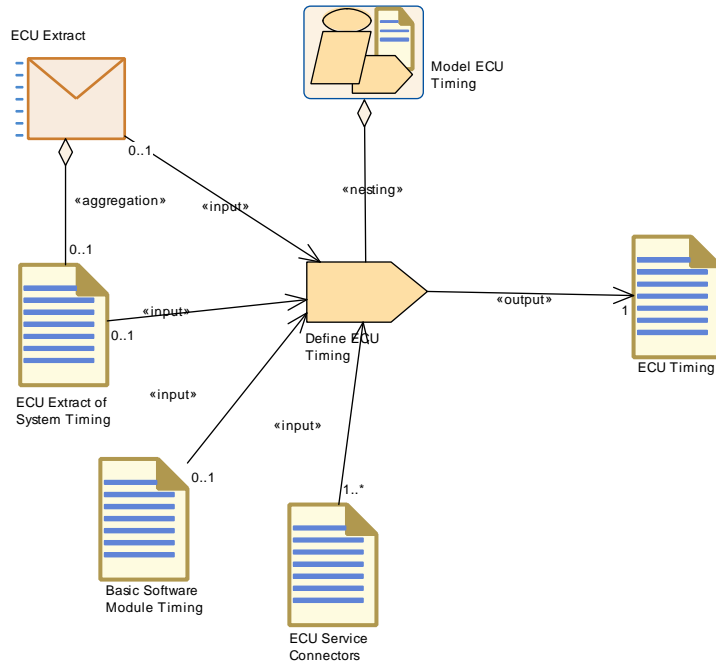 ECU Extract
Model ECU
Timing
0..1
«aggregation»
«nesting»
«input»
0..1
«input»
0..1
«output»
1
Define ECU
Timing
ECU Timing
ECU Extract of
System Timing
«input»
«input»
0..1
1..*
Basic Software
Module Timing
ECU Service
Connectors